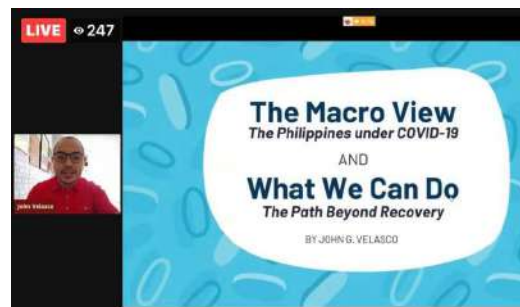 LIVE 247
The Macro View
The Philippines under COVID-19
AND
What We Can Do
The Path Beyond Recovery
BY JOHN G. VELASCO
John Velasco